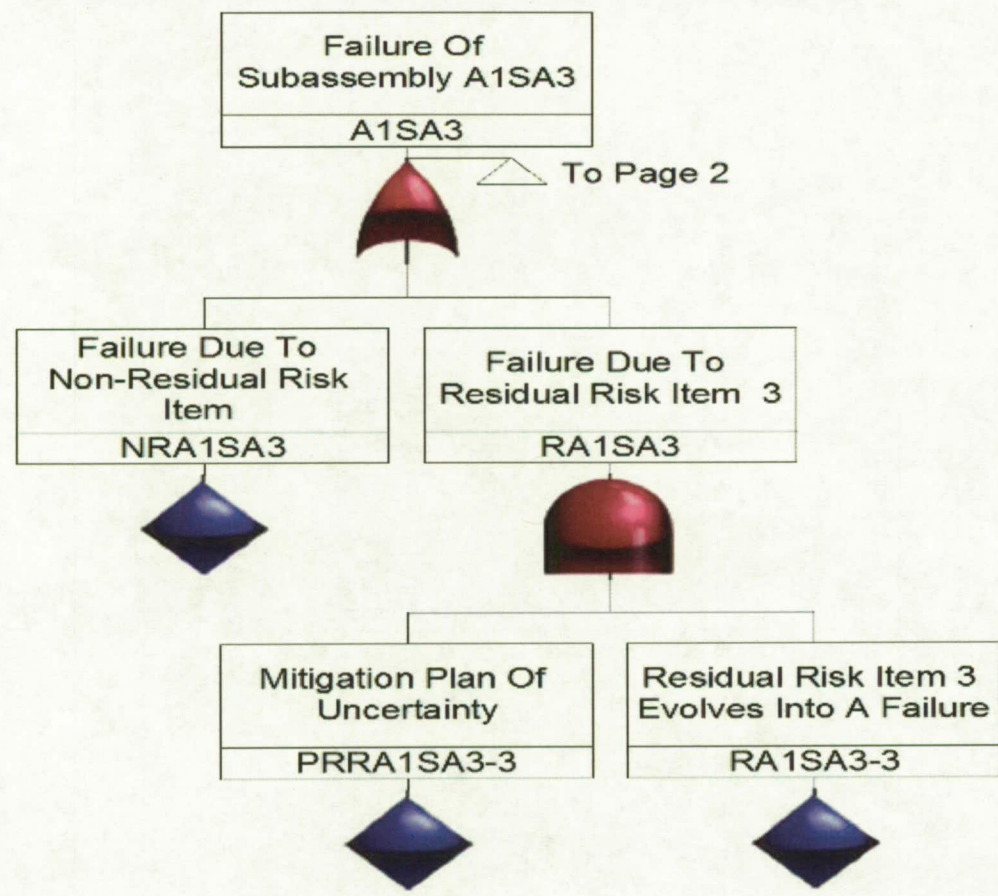 Failure Of
Subassembly A1SA3
A1SA3
To Page 2
Failure Due To
Non-Residual Risk
Item
NRA1SA3
Failure Due To
Residual Risk Item 3
RA1SA3
Mitigation Plan Of
Uncertainty
PRRA1SA3-3
Residual Risk Item 3
Evolves Into A Failure
RA1SA3-3